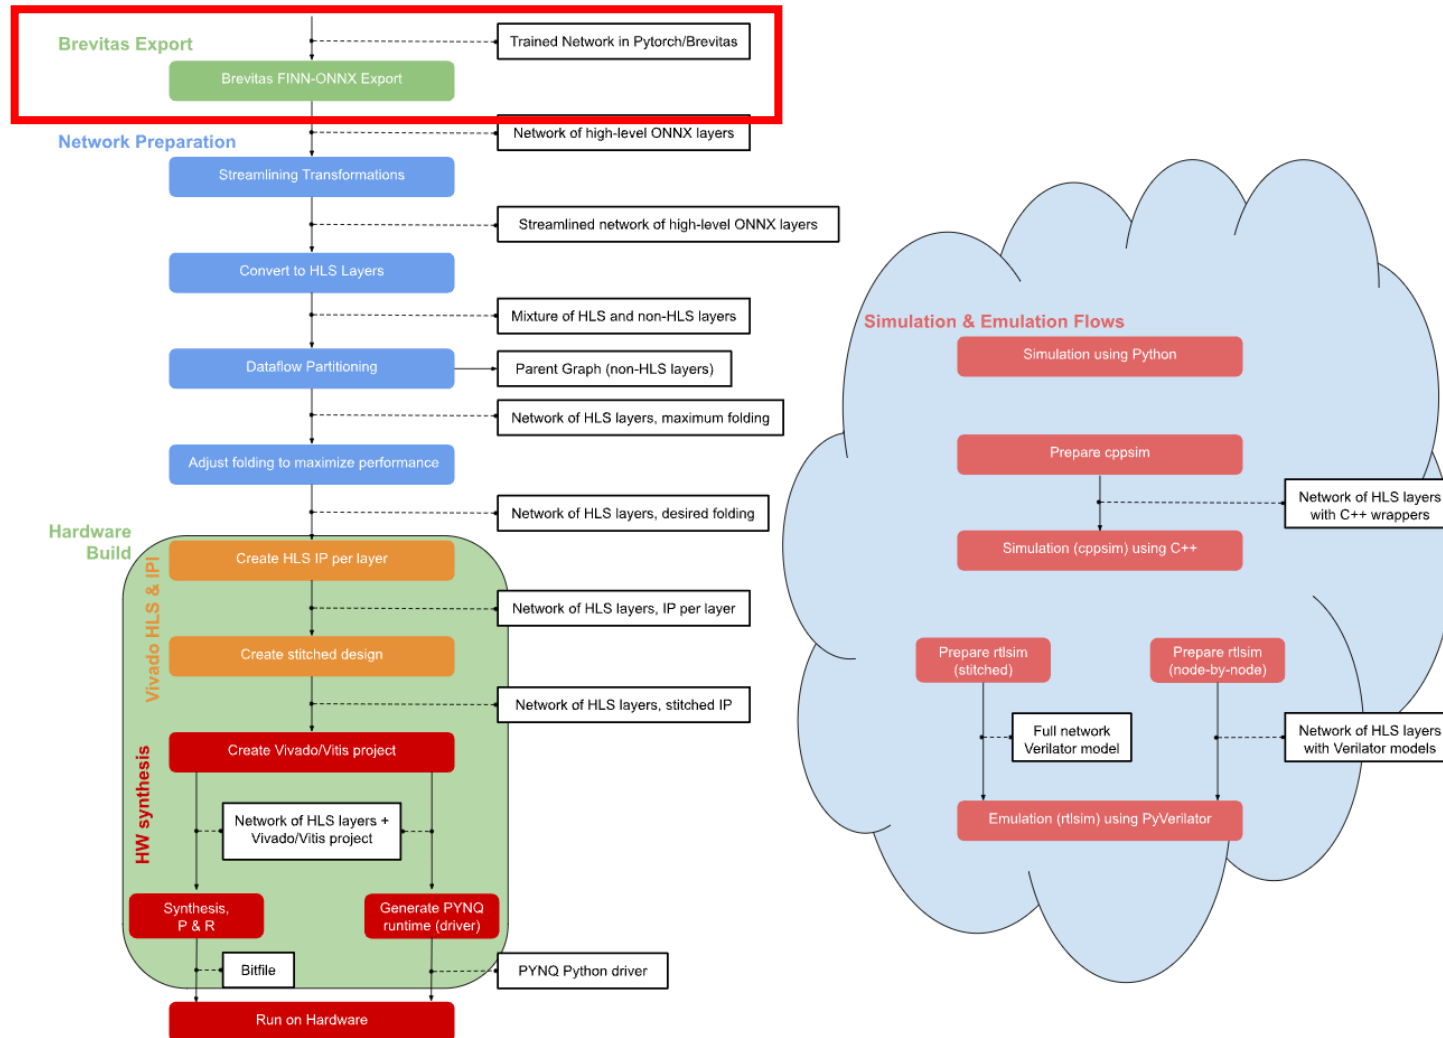 Brevitas Export
Trained Network in Pytorch/Brevitas
Brevitas FINN-ONNX Export
Network of high-level ONNX layers
Network Preparation
Streamlining Transformations
Streamlined network of high-level ONNX layers
Convert to HLS Layers
Mixture of HLS and non-HLS layers
Dataflow Partitioning
Parent Graph (non-HLS layers)
Network of HLS layers, maximum folding
Adjust folding to maximize performance
Network of HLS layers, desired folding
Hardware
Build
Vivado HLS & IPI
Create HLS IP per layer
Network of HLS layers, IP per layer
Create stitched design
Network of HLS layers, stitched IP
HW synthesis
Create Vivado/Vitis project
Network of HLS layers +
Vivado/Vitis project
Synthesis,
P & R
Generate PYNQ
runtime (driver)
Bitfile
PYNQ Python driver
Run on Hardware
Simulation & Emulation Flows
Simulation using Python
Prepare cppsim
Network of HLS layers
with C++ wrappers
Simulation (cppsim) using C++
Prepare rtlsim
(stitched)
Prepare rtlsim
(node-by-node)
Full network
Verilator model
Network of HLS layers
with Verilator models
Emulation (rtlsim) using PyVerilator